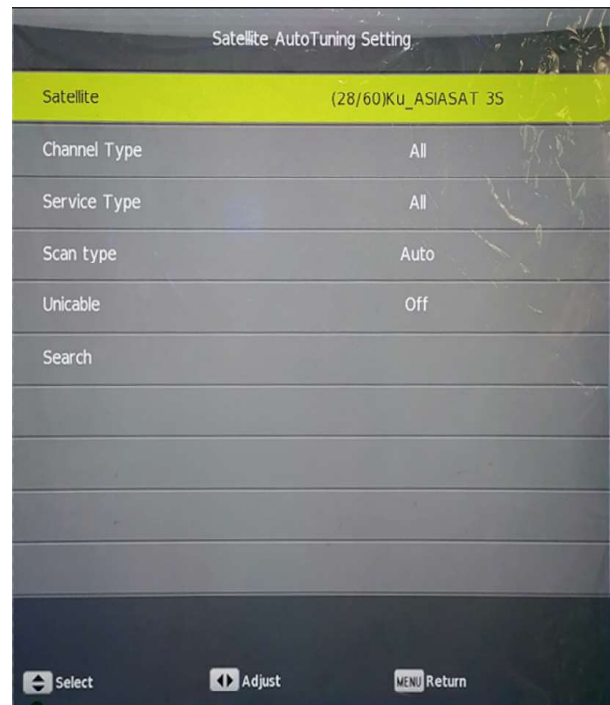 Satellite AutoTuning Setting
Satellite (28/60)Ku_ASIASAT 3S
Channel Type All
Service Type All
Scan type Auto
Unicable Off
Search
Select Adjust MENU Return